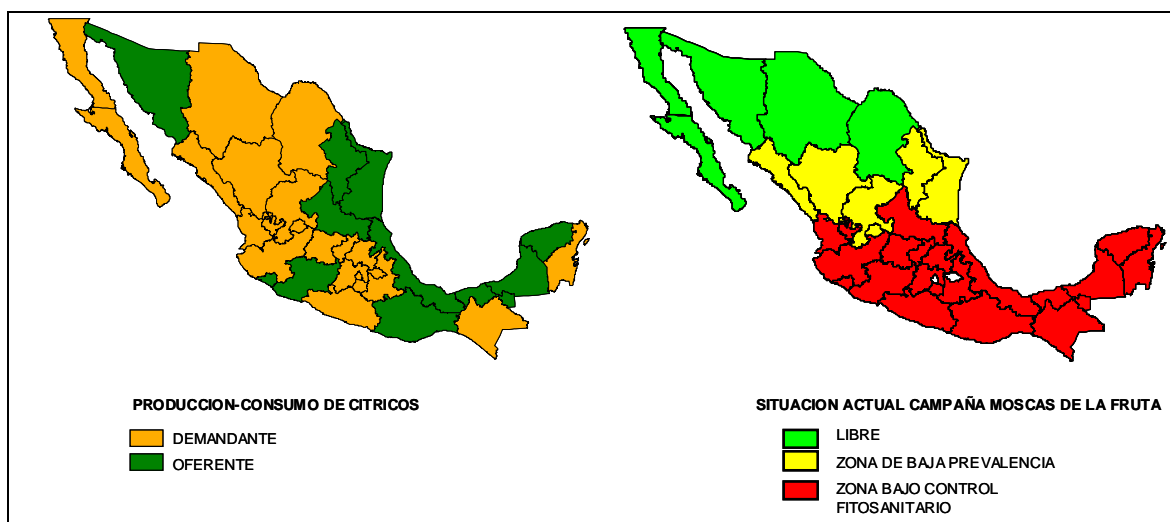 PRODUCCION-CONSUMO DE CITRICOS
DEMANDANTE
OFERENTE
SITUACION ACTUAL CAMPAÑA MOSCAS DE LA FRUTA
LIBRE
ZONA DE BAJA PREVALENCIA
ZONA BAJO CONTROL
FITOSANITARIO